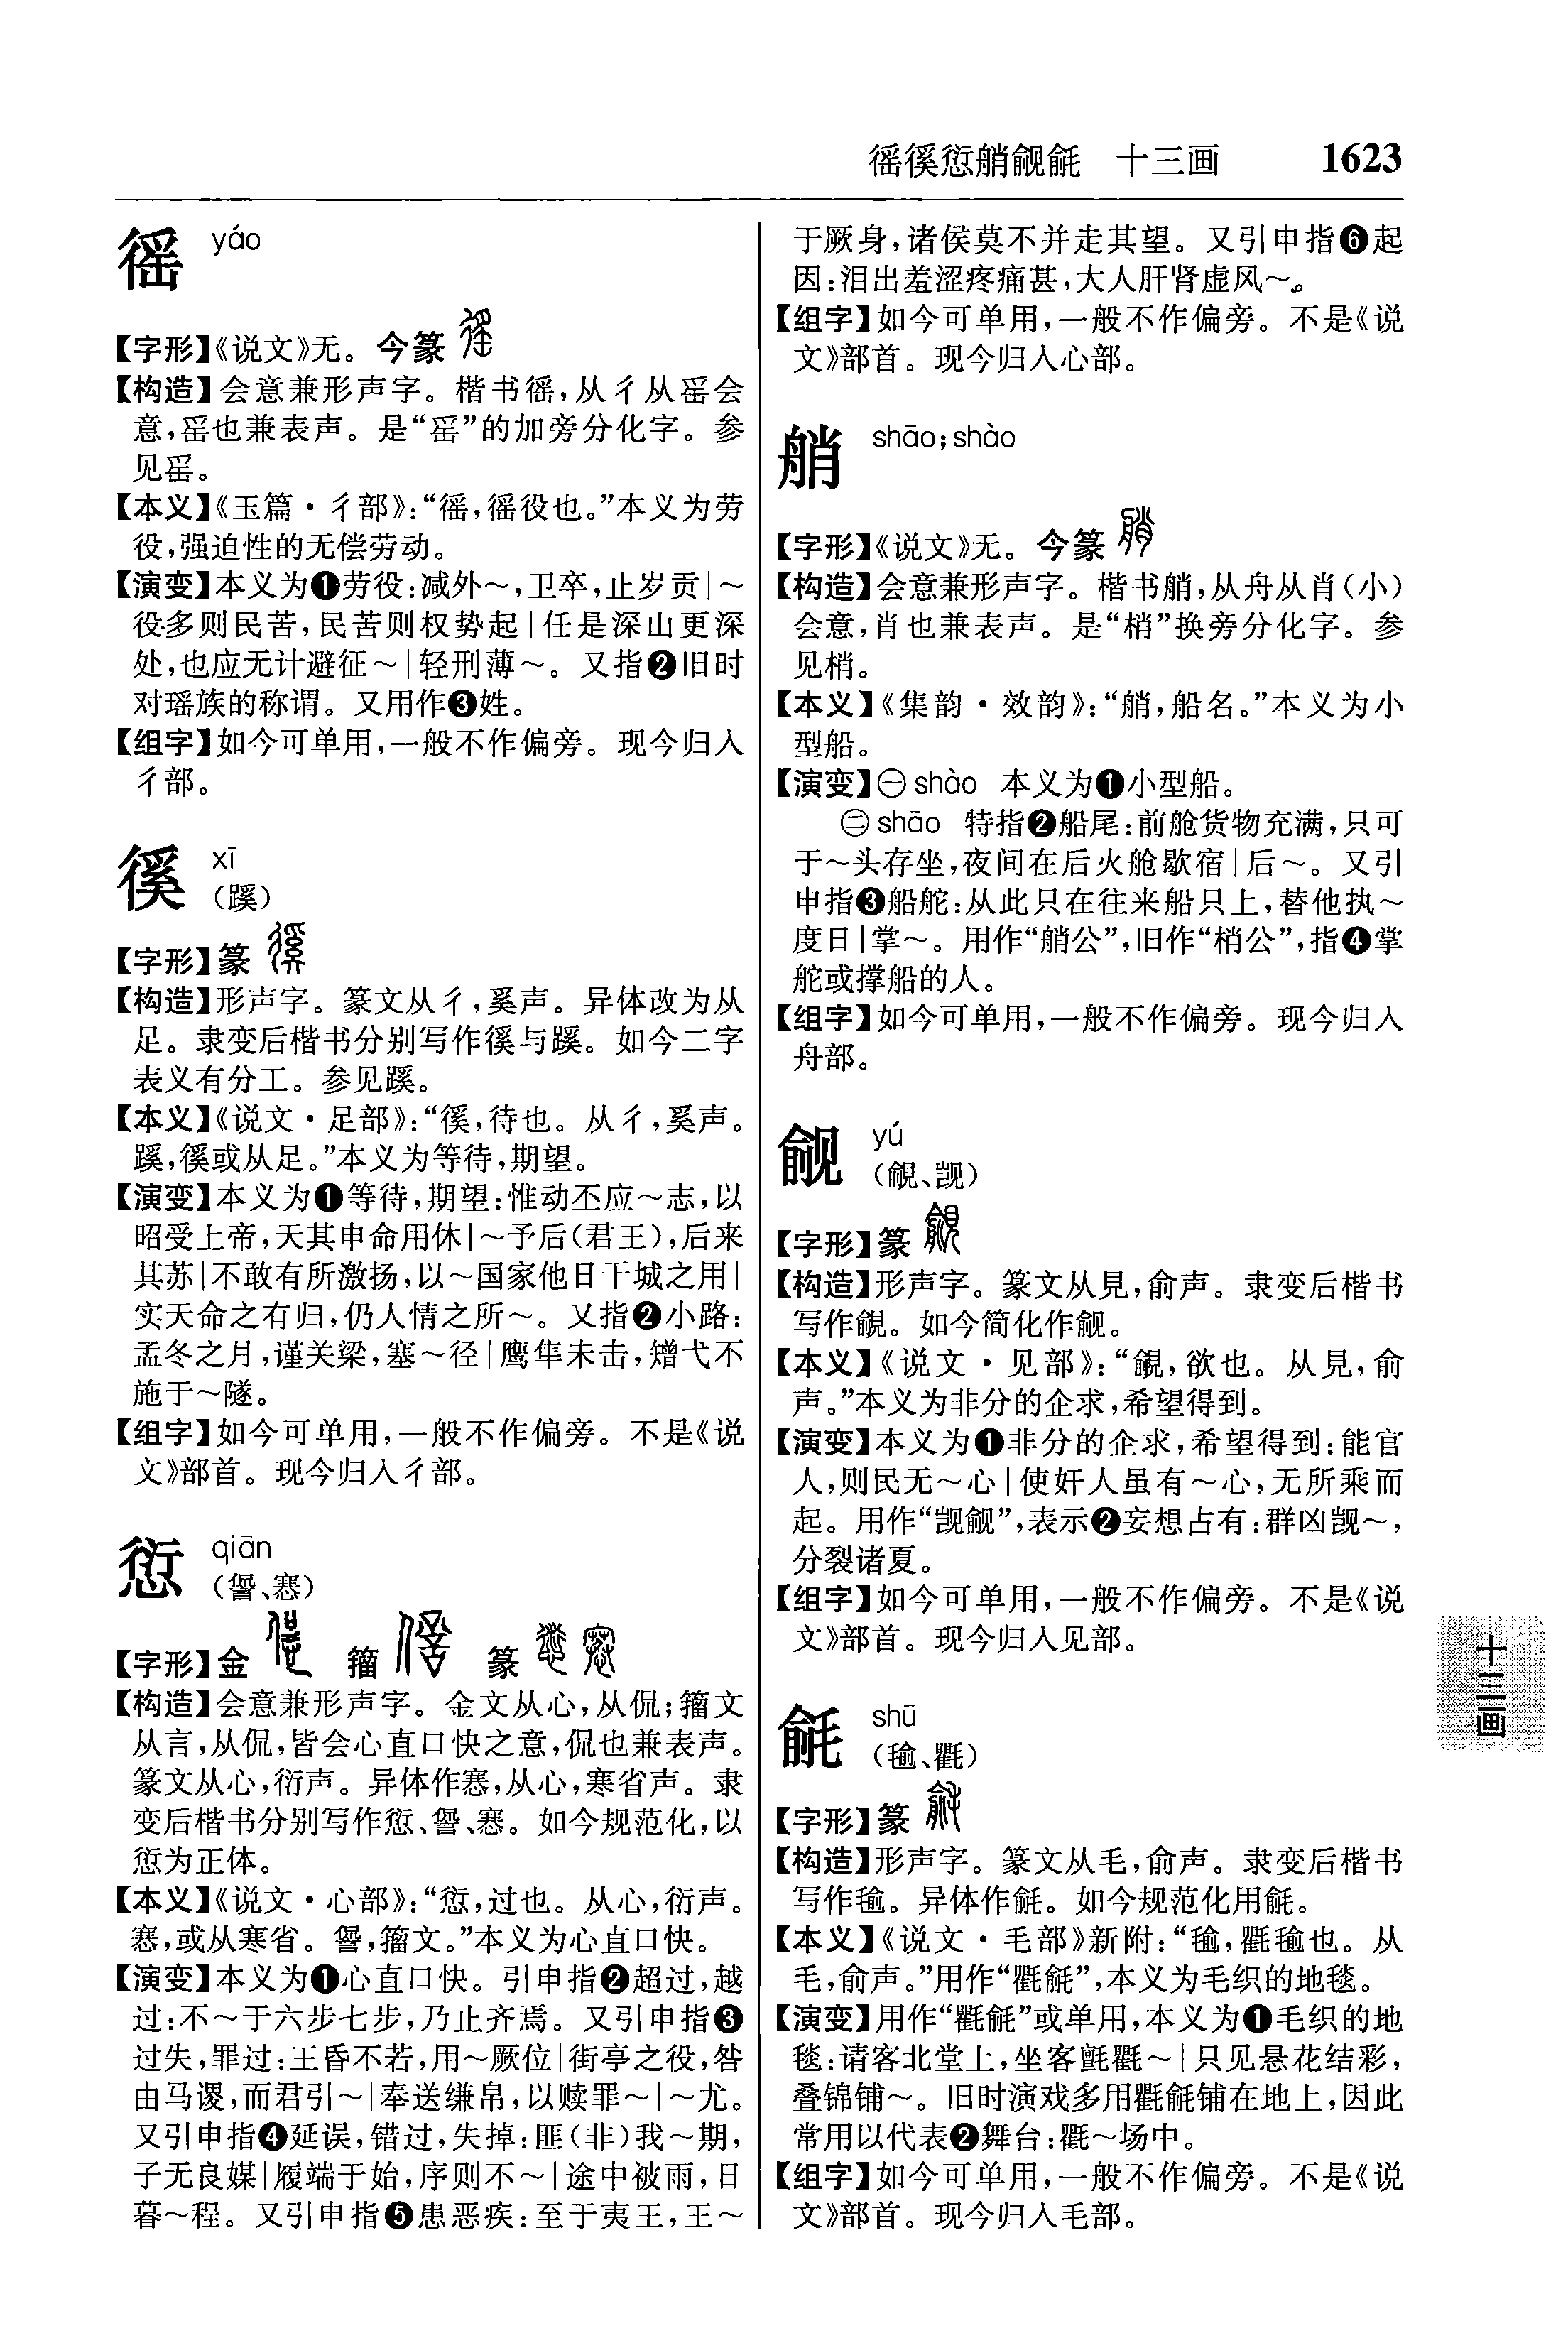 徭徯愆艄觎毹　十三画　1623
徭 yáo
【字形】《说文》无。今篆
【构造】会意兼形声字。楷书徭,从彳从䍃会
意,䍃也兼表声。是“䍃”的加旁分化字。参
见䍃。
【本义】《玉篇·彳部》:“徭,徭役也。”本义为劳
役,强迫性的无偿劳动。
【演变】本义为❶劳役:减外～,卫卒,止岁贡|～
役多则民苦,民苦则权势起|任是深山更深
处,也应无计避征～|轻刑薄～。又指❷旧时
对瑶族的称谓。又用作❸姓。
【组字】如今可单用,一般不作偏旁。现今归入
彳部。
徯 xī
（蹊）
【字形】篆
【构造】形声字。篆文从彳,奚声。异体改为从
足。隶变后楷书分别写作徯与蹊。如今二字
表义有分工。参见蹊。
【本义】《说文·足部》:“徯,待也。从彳,奚声。
蹊,徯或从足。”本义为等待,期望。
【演变】本义为❶等待,期望:惟动丕应～志,以
昭受上帝,天其申命用休|～予后(君王),后来
其苏|不敢有所激扬,以～国家他日干城之用|
实天命之有归,仍人情之所～。又指❷小路:
孟冬之月,谨关梁,塞～径|鹰隼未击,矰弋不
施于～隧。
【组字】如今可单用,一般不作偏旁。不是《说
文》部首。现今归入彳部。
愆 qiān
（諐、㥶）
【字形】金　籀　篆
【构造】会意兼形声字。金文从心,从侃;籀文
从言,从侃,皆会心直口快之意,侃也兼表声。
篆文从心,衍声。异体作㥶,从心,寒省声。隶
变后楷书分别写作愆、諐、㥶。如今规范化,以
愆为正体。
【本义】《说文·心部》:“愆,过也。从心,衍声。
㥶,或从寒省。諐,籀文。”本义为心直口快。
【演变】本义为❶心直口快。引申指❷超过,越
过:不～于六步七步,乃止齐焉。又引申指❸
过失,罪过:王昏不若,用～厥位|街亭之役,咎
由马谡,而君引～|奉送缣帛,以赎罪～|～尤。
又引申指❹延误,错过,失掉:匪(非)我～期,
子无良媒|履端于始,序则不～|途中被雨,日
暮～程。又引申指❺患恶疾:至于夷王,王～
于厥身,诸侯莫不并走其望。又引申指❻起
因:泪出羞涩疼痛甚,大人肝肾虚风～。
【组字】如今可单用,一般不作偏旁。不是《说
文》部首。现今归入心部。
艄 shāo;shào
【字形】《说文》无。今篆
【构造】会意兼形声字。楷书艄,从舟从肖(小)
会意,肖也兼表声。是“梢”换旁分化字。参
见梢。
【本义】《集韵·效韵》:“艄,船名。”本义为小
型船。
【演变】㊀shào 本义为❶小型船。
㊁shāo 特指❷船尾:前舱货物充满,只可
于～头存坐,夜间在后火舱歇宿|后～。又引
申指❸船舵:从此只在往来船只上,替他执～
度日|掌～。用作“艄公”,旧作“梢公”,指❹掌
舵或撑船的人。
【组字】如今可单用,一般不作偏旁。现今归入
舟部。
觎 yú
（覦、觊）
【字形】篆
【构造】形声字。篆文从見,俞声。隶变后楷书
写作覦。如今简化作觎。
【本义】《说文·见部》:“覦,欲也。从見,俞
声。”本义为非分的企求,希望得到。
【演变】本义为❶非分的企求,希望得到:能官
人,则民无～心|使奸人虽有～心,无所乘而
起。用作“觊觎”,表示❷妄想占有:群凶觊～,
分裂诸夏。
【组字】如今可单用,一般不作偏旁。不是《说
文》部首。现今归入见部。
毹 shū
（毺、氍）
【字形】篆
【构造】形声字。篆文从毛,俞声。隶变后楷书
写作毺。异体作毹。如今规范化用毹。
【本义】《说文·毛部》新附:“毺,氍毺也。从
毛,俞声。”用作“氍毹”,本义为毛织的地毯。
【演变】用作“氍毹”或单用,本义为❶毛织的地
毯:请客北堂上,坐客氈氍～|只见悬花结彩,
叠锦铺～。旧时演戏多用氍毹铺在地上,因此
常用以代表❷舞台:氍～场中。
【组字】如今可单用,一般不作偏旁。不是《说
文》部首。现今归入毛部。
十三画